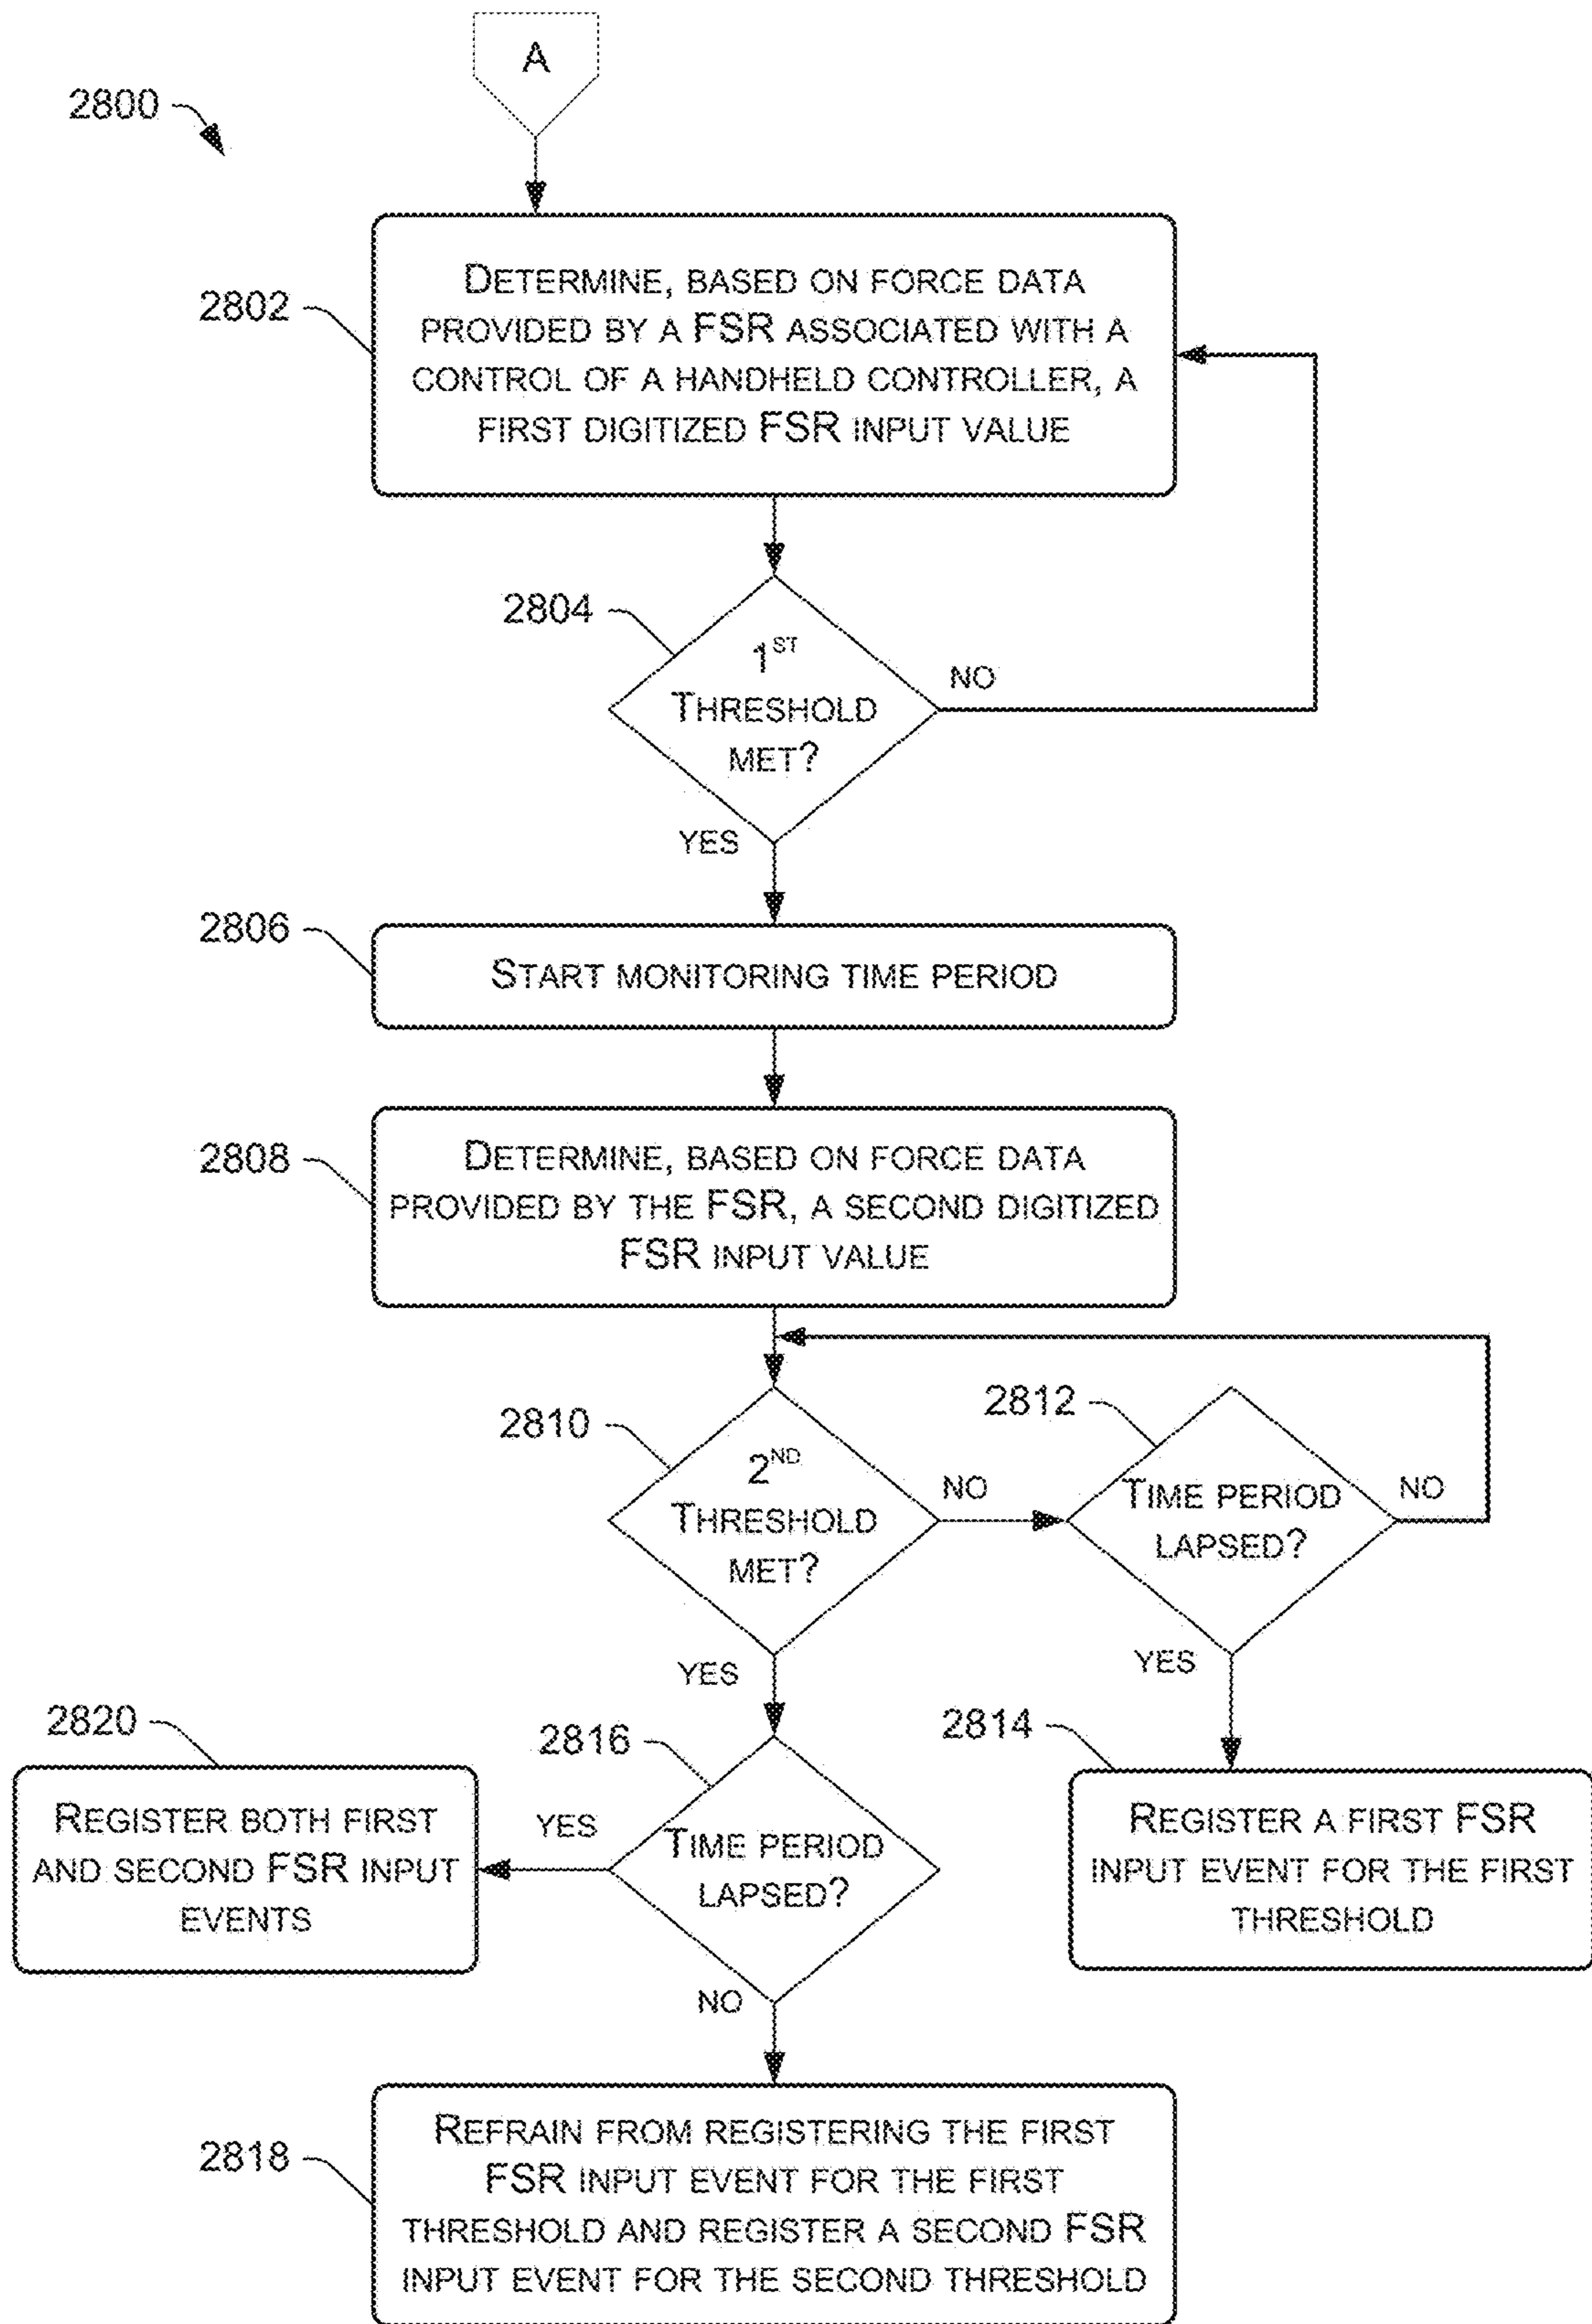 A
2800
2802
DETERMINE, BASED ON FORCE DATA
PROVIDED BY A FSR ASSOCIATED WITH A
CONTROL OF A HANDHELD CONTROLLER, A
FIRST DIGITIZED FSR INPUT VALUE
2804
1ST
THRESHOLD
MET?
NO
YES
2806
START MONITORING TIME PERIOD
2808
DETERMINE, BASED ON FORCE DATA
PROVIDED BY THE FSR, A SECOND DIGITIZED
FSR INPUT VALUE
2810
2ND
THRESHOLD
MET?
NO
YES
2812
TIME PERIOD
LAPSED?
NO
YES
2814
REGISTER A FIRST FSR
INPUT EVENT FOR THE FIRST
THRESHOLD
2816
TIME PERIOD
LAPSED?
YES
NO
2820
REGISTER BOTH FIRST
AND SECOND FSR INPUT
EVENTS
2818
REFRAIN FROM REGISTERING THE FIRST
FSR INPUT EVENT FOR THE FIRST
THRESHOLD AND REGISTER A SECOND FSR
INPUT EVENT FOR THE SECOND THRESHOLD